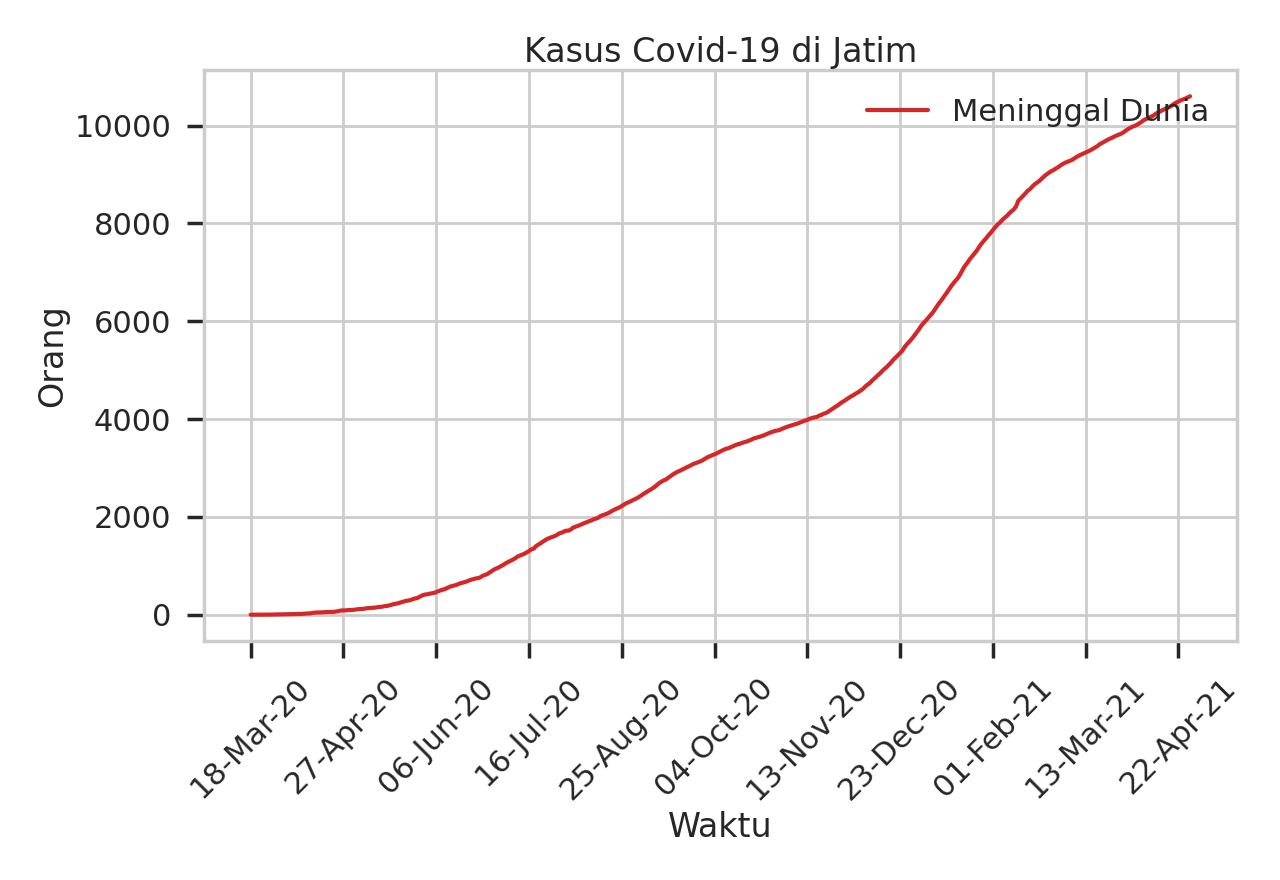 Kasus Covid-19 di Jatim
Meninggal Dunia
Orang
10000
8000
6000
4000
2000
0
18-Mar-20
27-Apr-20
06-Jun-20
16-Jul-20
25-Aug-20
04-Oct-20
13-Nov-20
23-Dec-20
01-Feb-21
13-Mar-21
22-Apr-21
Waktu